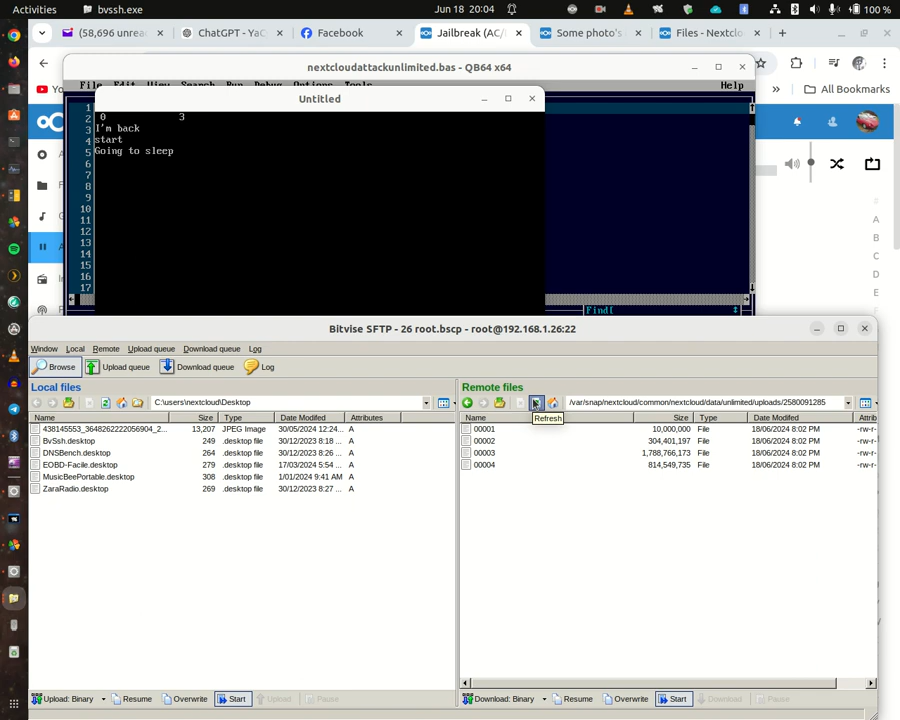 Activities bvssh.exe Jun 18 20:04 100 %
(58,696 unrea ChatGPT - YaC Facebook Jailbreak (AC/ Some photo's Files - Nextclo
nextcloudattackunlimited.bas - QB64 x64
Yo All Bookmarks
File Edit View Search Debug Options Tools Help
Untitled
1
2
3
4
5
6
7
8
9
10
11
12
13
14
15
16
17
0 3
I'm back
start
Going to sleep
Find[
#
A
B
C
D
E
F
G
Bitvise SFTP - 26 root.bscp - root@192.168.1.26:22
Window Local Remote Upload queue Download queue Log
Browse Upload queue Download queue Log
Local files
C:\users\nextcloud\Desktop
Name Size Type Date Modifed Attributes
438145553_3648262222056904_2... 13,207 JPEG Image 30/05/2024 12:24... A
BvSsh.desktop 249 .desktop file 30/12/2023 8:18 ... A
DNSBench.desktop 264 .desktop file 30/12/2023 8:26 ... A
EOBD-Facile.desktop 279 .desktop file 17/03/2024 5:54 ... A
MusicBeePortable.desktop 308 .desktop file 1/01/2024 9:41 AM A
ZaraRadio.desktop 269 .desktop file 30/12/2023 8:27 ... A
Remote files
/var/snap/nextcloud/common/nextcloud/data/unlimited/uploads/2580091285
Refresh
Name Size Type Date Modifed Attrib
00001 10,000,000 File 18/06/2024 8:02 PM -rw-r-
00002 304,401,197 File 18/06/2024 8:02 PM -rw-r-
00003 1,788,766,173 File 18/06/2024 8:02 PM -rw-r-
00004 814,549,735 File 18/06/2024 8:02 PM -rw-r-
Upload: Binary Resume Overwrite Start Upload Pause
Download: Binary Resume Overwrite Start Download Pause